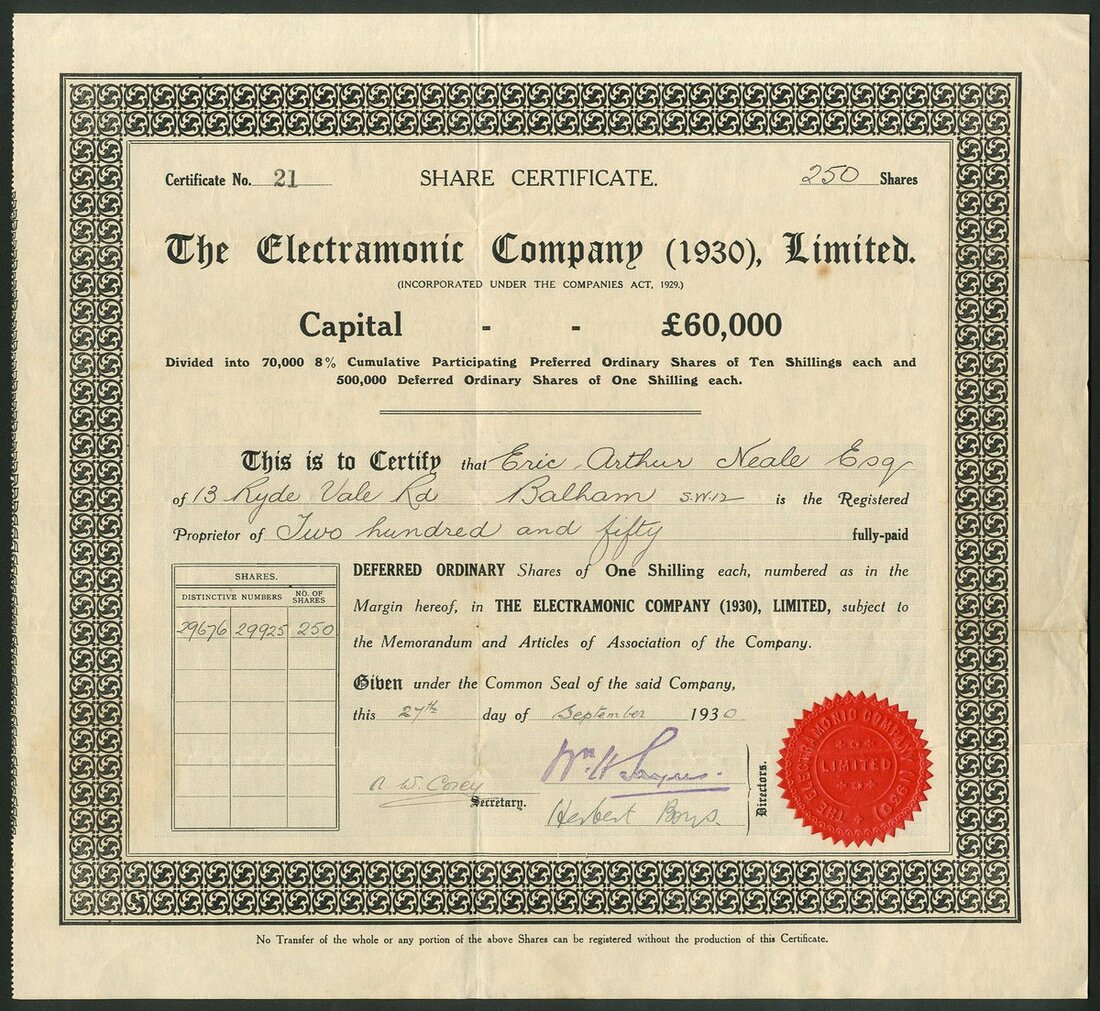 Certificate No. 21 SHARE CERTIFICATE. 250 Shares
The Electramonic Company (1930), Limited.
(INCORPORATED UNDER THE COMPANIES ACT, 1929.)
Capital - - £60,000
Divided into 70,000 8% Cumulative Participating Preferred Ordinary Shares of Ten Shillings each and
500,000 Deferred Ordinary Shares of One Shilling each.
This is to Certify that Eric Arthur Neale Esq
of 13 Ryde Vale Rd Balham S.W.12 is the Registered
Proprietor of Two hundred and fifty fully-paid
DEFERRED ORDINARY Shares of One Shilling each, numbered as in the
Margin hereof, in THE ELECTRAMONIC COMPANY (1930), LIMITED, subject to
the Memorandum and Articles of Association of the Company.
SHARES.
DISTINCTIVE NUMBERS NO. OF SHARES
29676 29925 250
Given under the Common Seal of the said Company,
this 27th day of September 1930
Wm H
Herbert Boys.
Directors.
Secretary.
THE ELECTRAMONIC COMPANY (1930)
LIMITED
No Transfer of the whole or any portion of the above Shares can be registered without the production of this Certificate.